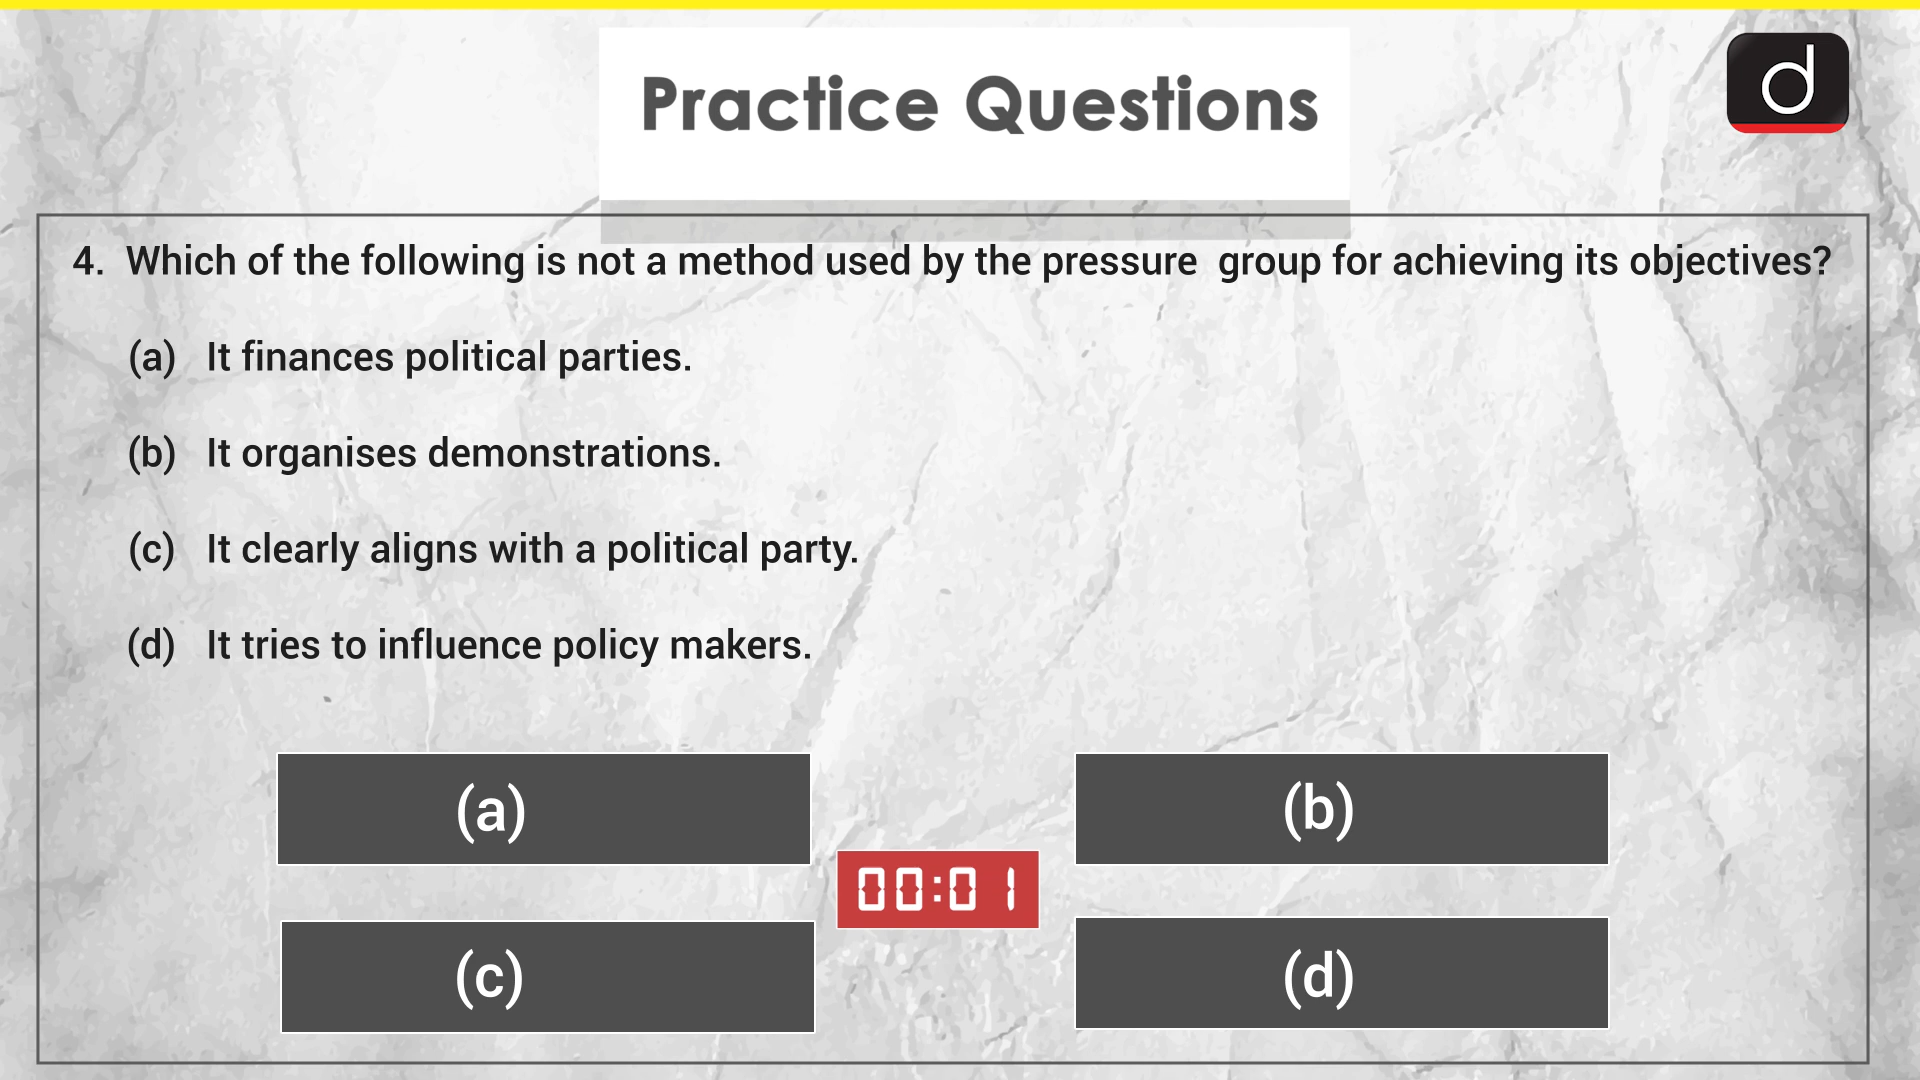 Practice Questions
d
4. Which of the following is not a method used by the pressure group for achieving its objectives?
(a) It finances political parties.
(b) It organises demonstrations.
(c) It clearly aligns with a political party.
(d) It tries to influence policy makers.
(a)
(b)
00:01
(c)
(d)